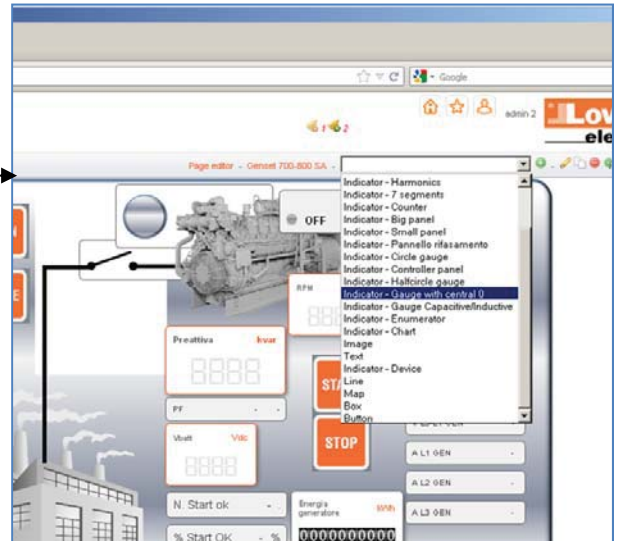 Google
admin 2
Lov
ele
1 2
Page editor - Genset 700-800 SA -
Indicator - Harmonics
Indicator - 7 segments
Indicator - Counter
Indicator - Big panel
Indicator - Small panel
Indicator - Pannello rifasamento
Indicator - Circle gauge
Indicator - Controller panel
Indicator - Halfcircle gauge
Indicator - Gauge with central 0
Indicator - Gauge Capacitive/Inductive
Indicator - Enumerator
Indicator - Chart
Image
Text
Indicator - Device
Line
Map
Box
Button
OFF
RPM
Preattiva kvar
PF - -
STA
Vbatt Vdc
STOP
A L1 GEN -
A L2 GEN -
A L3 GEN -
N. Start ok - .
% Start OK - %
Energia generatore kWh
0000000000